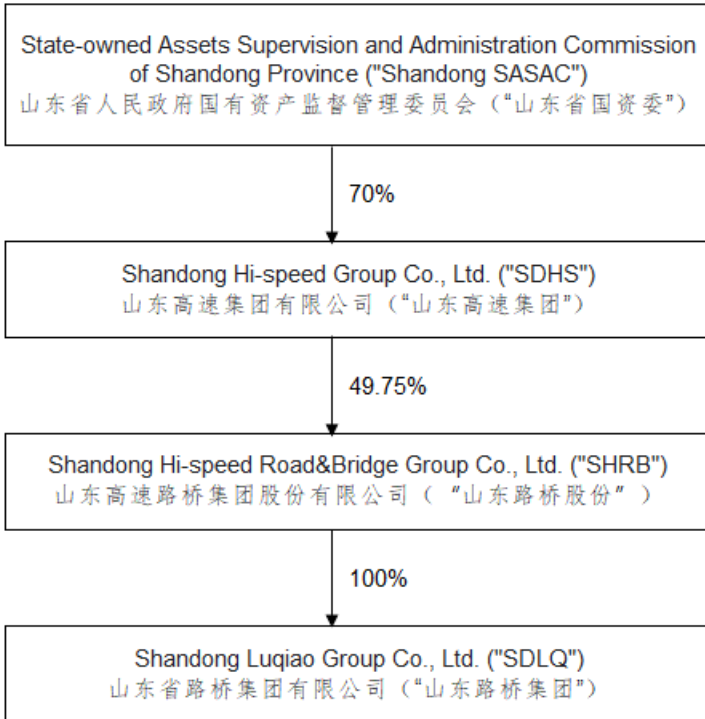 State-owned Assets Supervision and Administration Commission
of Shandong Province ("Shandong SASAC")
山东省人民政府国有资产监督管理委员会（“山东省国资委”）
70%
Shandong Hi-speed Group Co., Ltd. ("SDHS")
山东高速集团有限公司（“山东高速集团”）
49.75%
Shandong Hi-speed Road&Bridge Group Co., Ltd. ("SHRB")
山东高速路桥集团股份有限公司（ “山东路桥股份” ）
100%
Shandong Luqiao Group Co., Ltd. ("SDLQ")
山东省路桥集团有限公司（“山东路桥集团”）